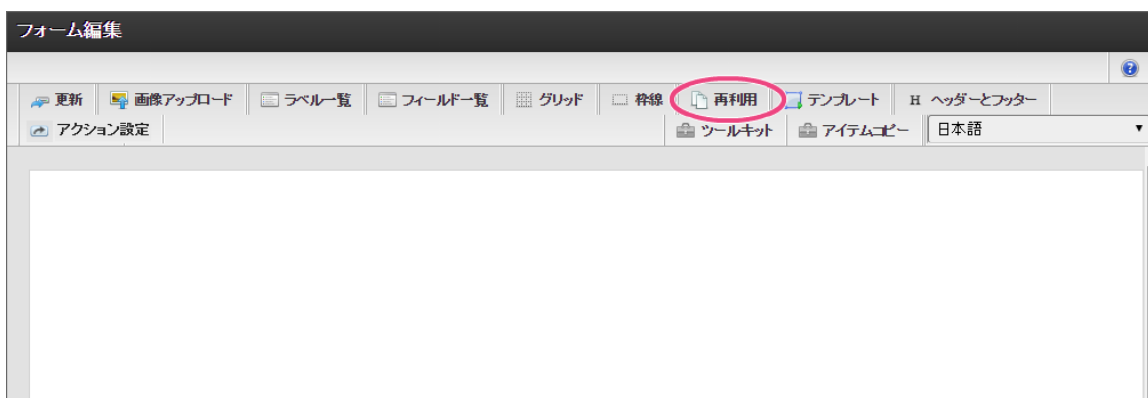 フォーム編集
更新 画像アップロード ラベル一覧 フィールド一覧 グリッド 枠線 再利用 テンプレート H ヘッダーとフッター
アクション設定 ツールキット アイテムコピー 日本語